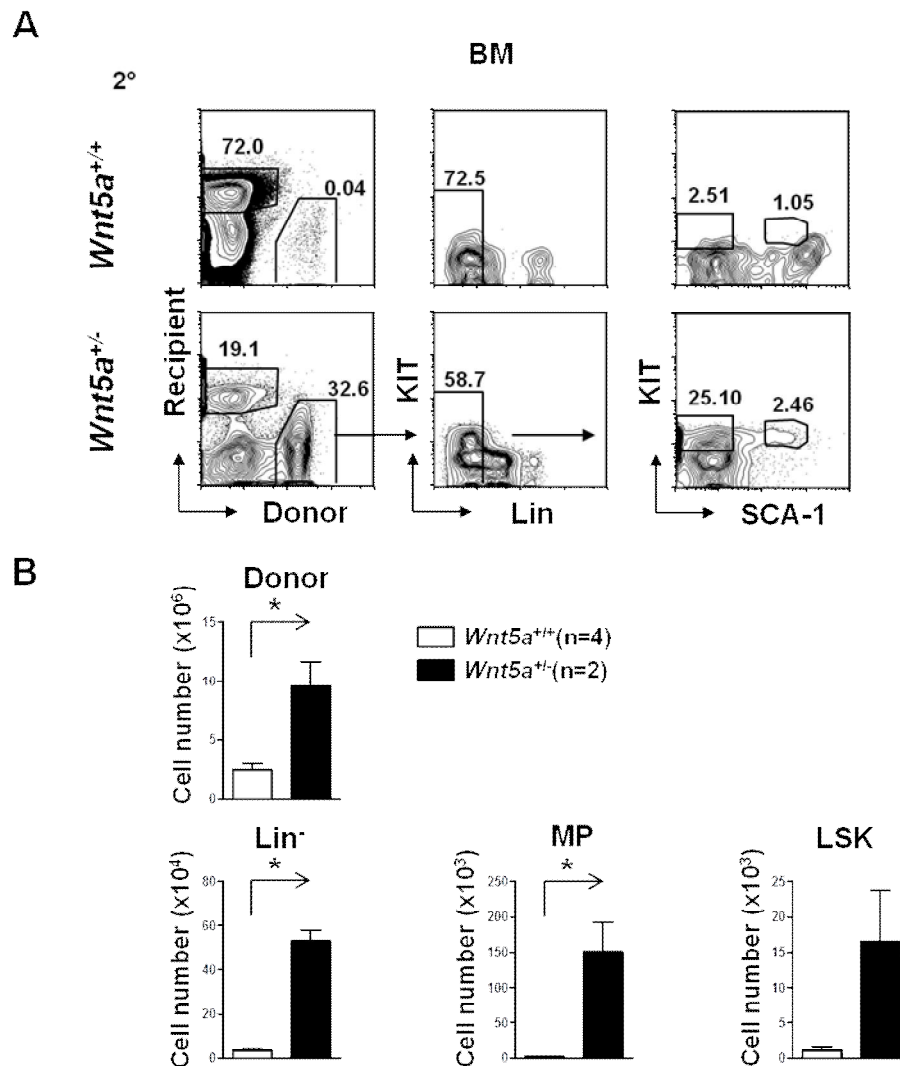 A
BM
2°
Wnt5a+/+
72.0
0.04
72.5
2.51
1.05
Wnt5a+/-
Recipient
19.1
32.6
KIT
58.7
KIT
25.10
2.46
Donor
Lin
SCA-1
B
Donor
*
Cell number (x10⁶)
15
10
5
0
Wnt5a+/+(n=4)
Wnt5a+/-(n=2)
Lin-
*
Cell number (x10⁴)
80
60
40
20
0
MP
*
Cell number (x10³)
250
200
150
100
50
0
LSK
Cell number (x10³)
25
20
15
10
5
0